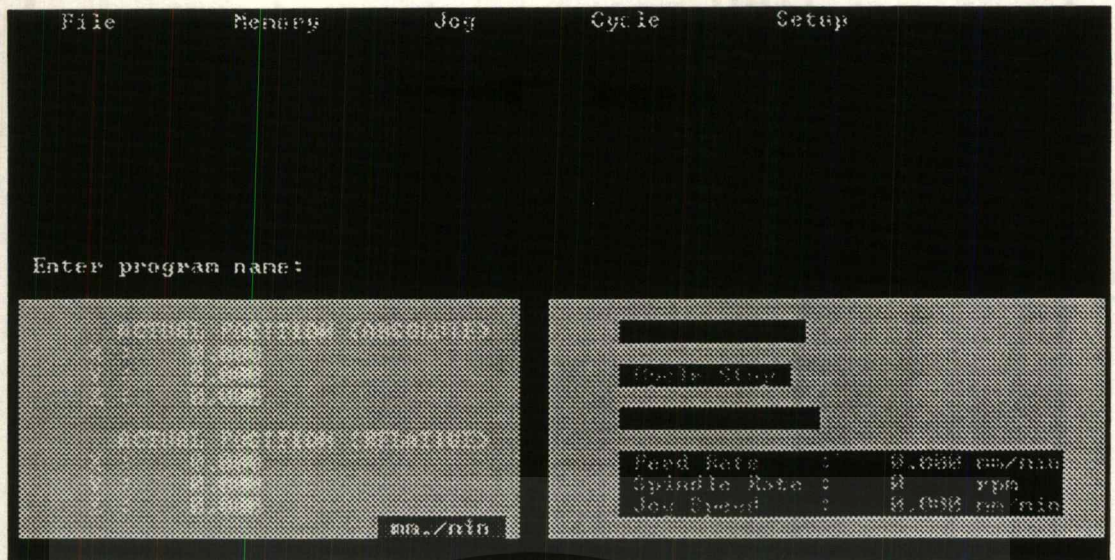 File Memory Jog Cycle Setup
Enter program name:
ACTUAL POSITION (ABSOLUTE)
X : 0.000
Y : 0.000
Z : 0.000
ACTUAL POSITION (RELATIVE)
X : 0.000
Y : 0.000
Z : 0.000
mm./min
Cycle Stop
Feed Rate : 0.000 mm/min
Spindle Rate : 0 rpm
Jog Speed : 0.000 mm/min